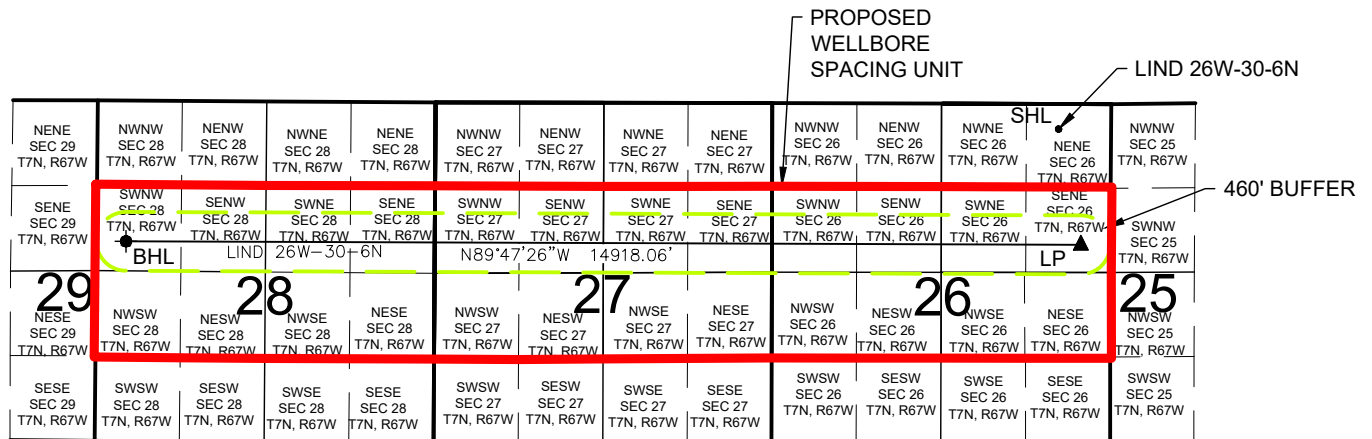 PROPOSED
WELLBORE
SPACING UNIT
LIND 26W-30-6N
SHL
NENE
SEC 29
T7N, R67W
NWNW
SEC 28
T7N, R67W
NENW
SEC 28
T7N, R67W
NWNE
SEC 28
T7N, R67W
NENE
SEC 28
T7N, R67W
NWNW
SEC 27
T7N, R67W
NENW
SEC 27
T7N, R67W
NWNE
SEC 27
T7N, R67W
NENE
SEC 27
T7N, R67W
NWNW
SEC 26
T7N, R67W
NENW
SEC 26
T7N, R67W
NWNE
SEC 26
T7N, R67W
NENE
SEC 26
T7N, R67W
NWNW
SEC 25
T7N, R67W
460' BUFFER
SENE
SEC 29
T7N, R67W
SWNW
SEC 28
T7N, R67W
SENW
SEC 28
T7N, R67W
SWNE
SEC 28
T7N, R67W
SENE
SEC 28
T7N, R67W
SWNW
SEC 27
T7N, R67W
SENW
SEC 27
T7N, R67W
SWNE
SEC 27
T7N, R67W
SENE
SEC 27
T7N, R67W
SWNW
SEC 26
T7N, R67W
SENW
SEC 26
T7N, R67W
SWNE
SEC 26
T7N, R67W
SENE
SEC 26
T7N, R67W
SWNW
SEC 25
T7N, R67W
BHL
LIND 26W-30-6N
N89°47'26"W 14918.06'
LP
29
28
27
26
25
NESE
SEC 29
T7N, R67W
NWSW
SEC 28
T7N, R67W
NESW
SEC 28
T7N, R67W
NWSE
SEC 28
T7N, R67W
NESE
SEC 28
T7N, R67W
NWSW
SEC 27
T7N, R67W
NESW
SEC 27
T7N, R67W
NWSE
SEC 27
T7N, R67W
NESE
SEC 27
T7N, R67W
NWSW
SEC 26
T7N, R67W
NESW
SEC 26
T7N, R67W
NWSE
SEC 26
T7N, R67W
NESE
SEC 26
T7N, R67W
NWSW
SEC 25
T7N, R67W
SESE
SEC 29
T7N, R67W
SWSW
SEC 28
T7N, R67W
SESW
SEC 28
T7N, R67W
SWSE
SEC 28
T7N, R67W
SESE
SEC 28
T7N, R67W
SWSW
SEC 27
T7N, R67W
SESW
SEC 27
T7N, R67W
SWSE
SEC 27
T7N, R67W
SESE
SEC 27
T7N, R67W
SWSW
SEC 26
T7N, R67W
SESW
SEC 26
T7N, R67W
SWSE
SEC 26
T7N, R67W
SESE
SEC 26
T7N, R67W
SWSW
SEC 25
T7N, R67W